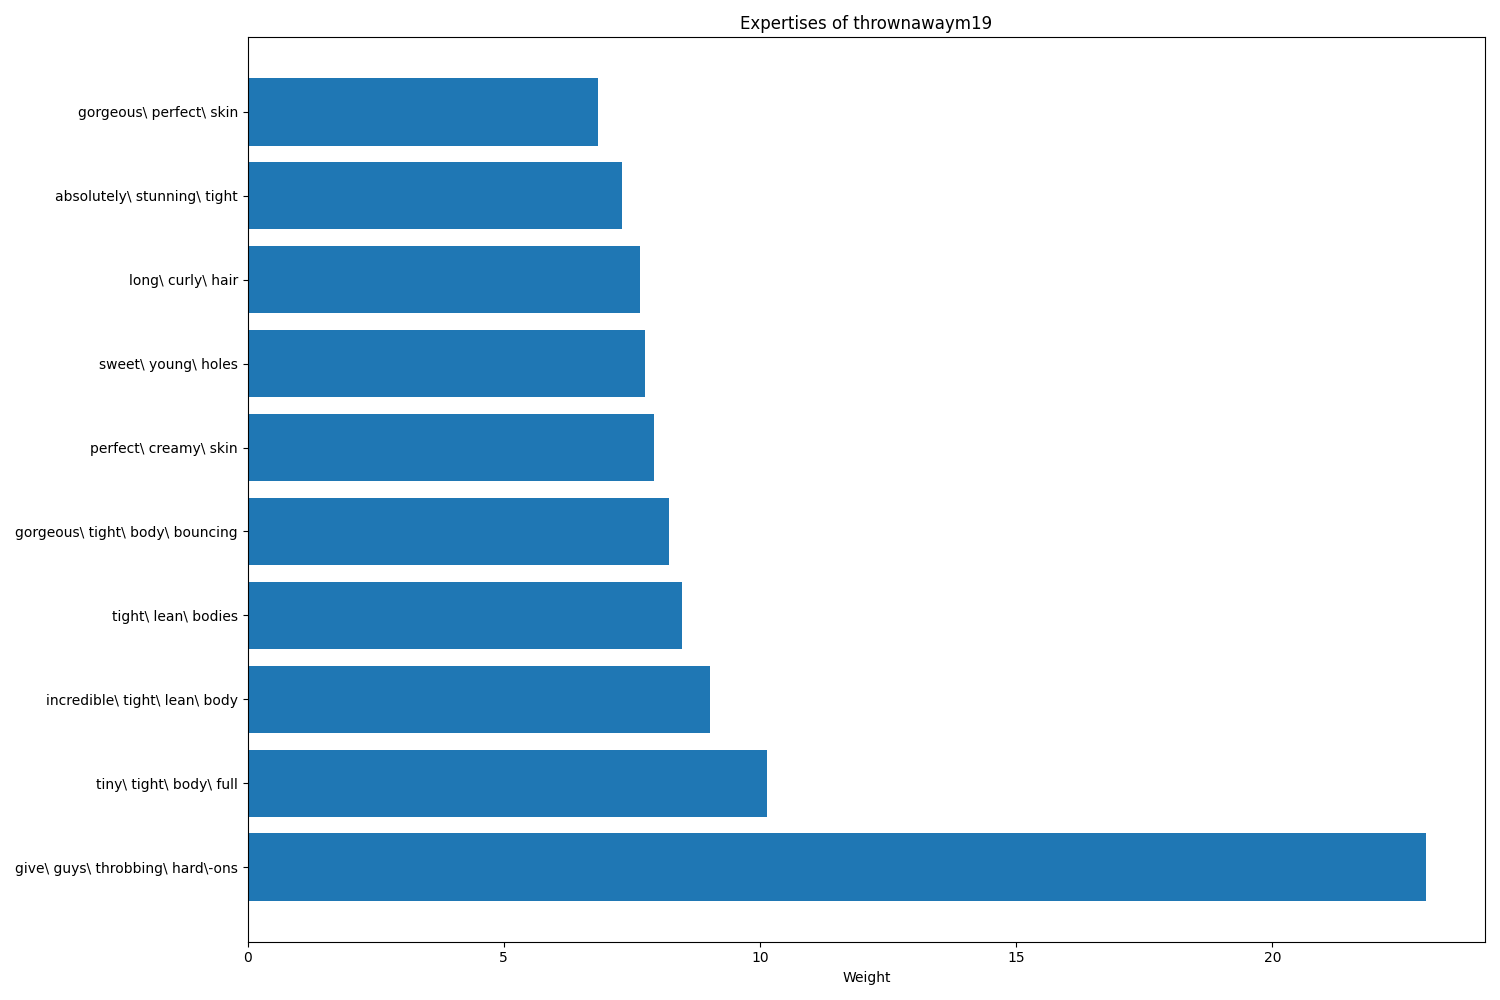 Expertises of thrownawaym19
gorgeous\ perfect\ skin
absolutely\ stunning\ tight
long\ curly\ hair
sweet\ young\ holes
perfect\ creamy\ skin
gorgeous\ tight\ body\ bouncing
tight\ lean\ bodies
incredible\ tight\ lean\ body
tiny\ tight\ body\ full
give\ guys\ throbbing\ hard\-ons
0 5 10 15 20
Weight